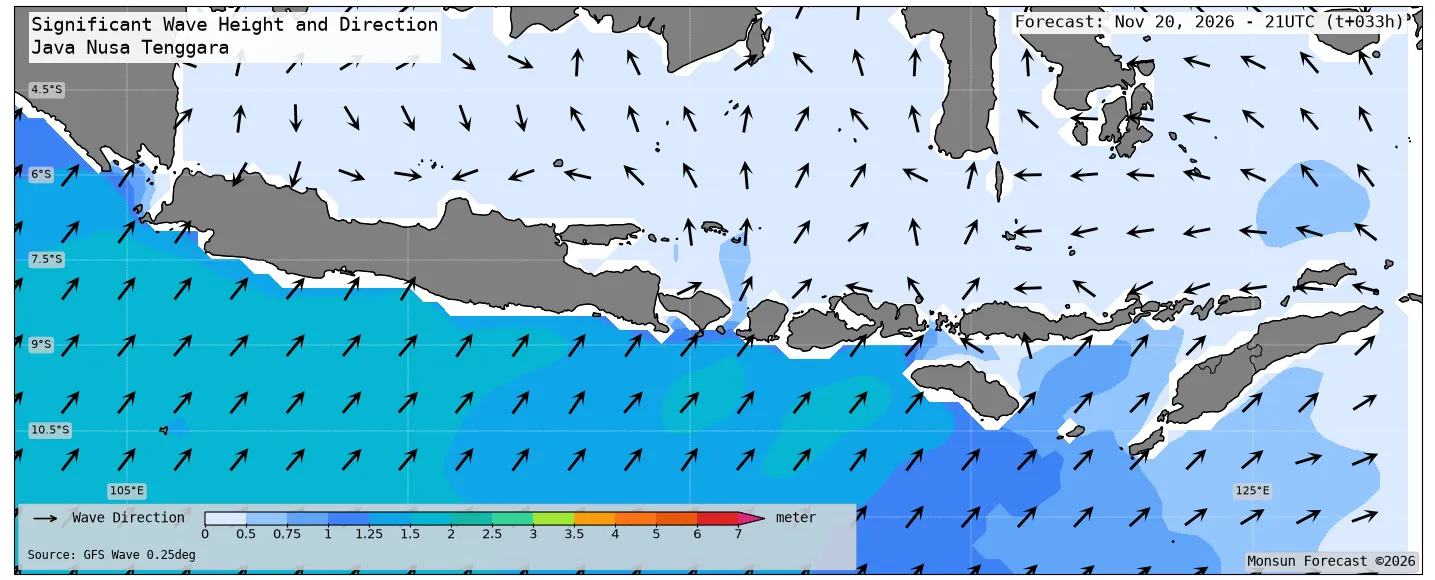 Significant Wave Height and Direction
Java Nusa Tenggara
Forecast: Nov 20, 2026 - 21UTC (t+033h)
4.5°S
6°S
7.5°S
9°S
10.5°S
105°E
125°E
Wave Direction
0 0.5 0.75 1 1.25 1.5 2 2.5 3 3.5 4 5 6 7
meter
Source: GFS Wave 0.25deg
Monsun Forecast ©2026